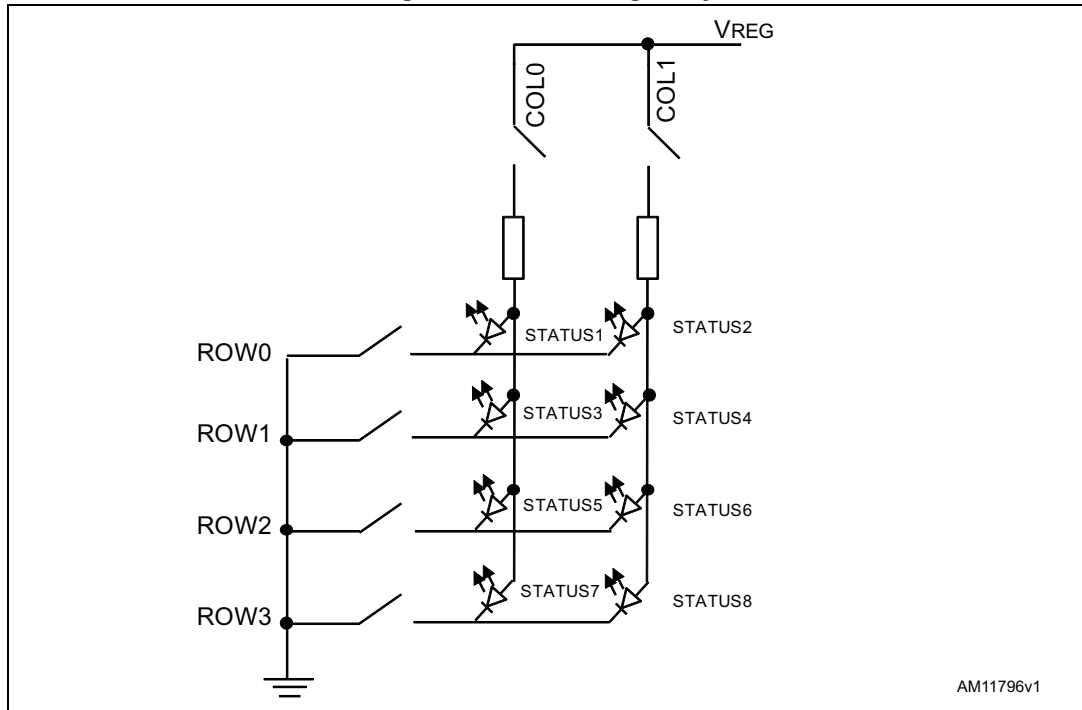 VREG
COL0
COL1
STATUS1
STATUS2
ROW0
STATUS3
STATUS4
ROW1
STATUS5
STATUS6
ROW2
STATUS7
STATUS8
ROW3
AM11796v1